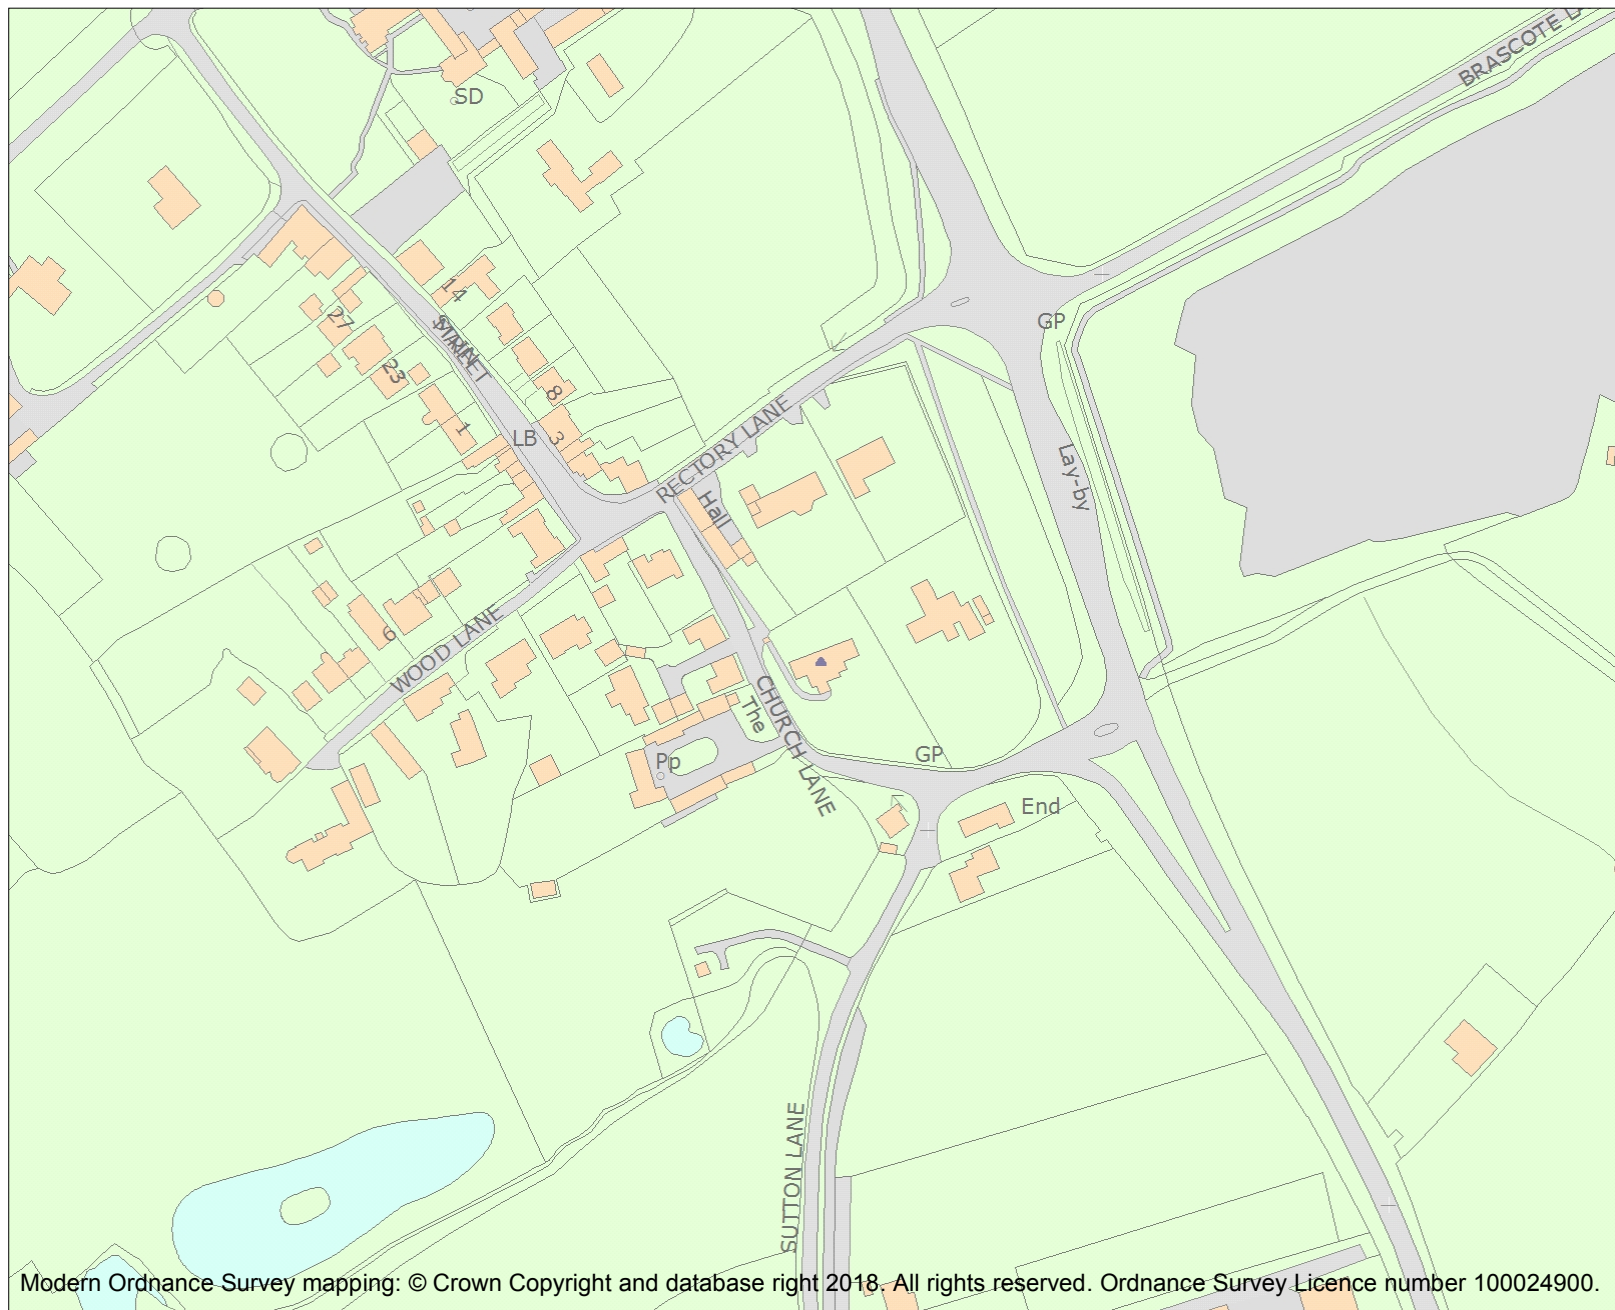 BRASCOTE LA
SD
14
27
MAIN
STREET
GP
23
8
RECTORY LANE
LB
3
1
Lay-by
Hall
6
WOOD LANE
CHURCH LANE
The
GP
Pp
End
SUTTON LANE
Modern Ordnance Survey mapping: © Crown Copyright and database right 2018. All rights reserved. Ordnance Survey Licence number 100024900.